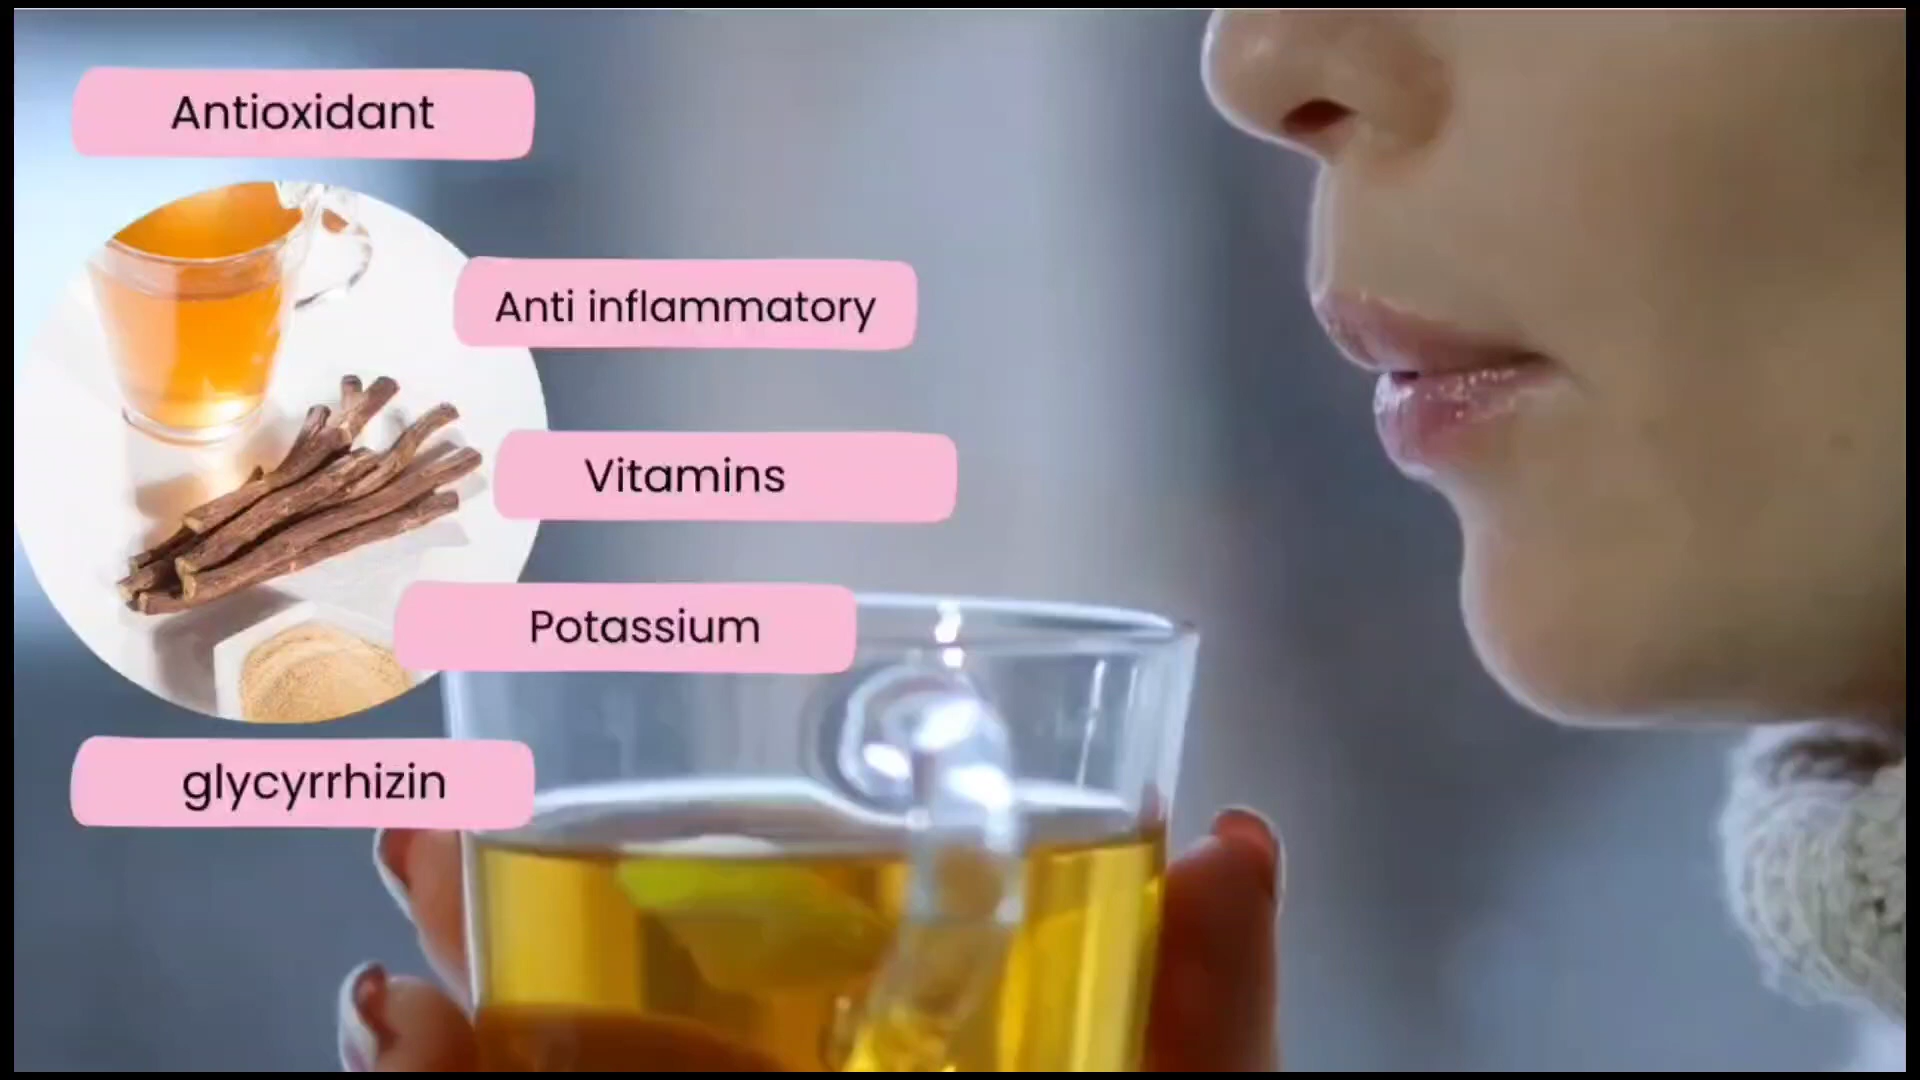 Antioxidant
Anti inflammatory
Vitamins
Potassium
glycyrrhizin